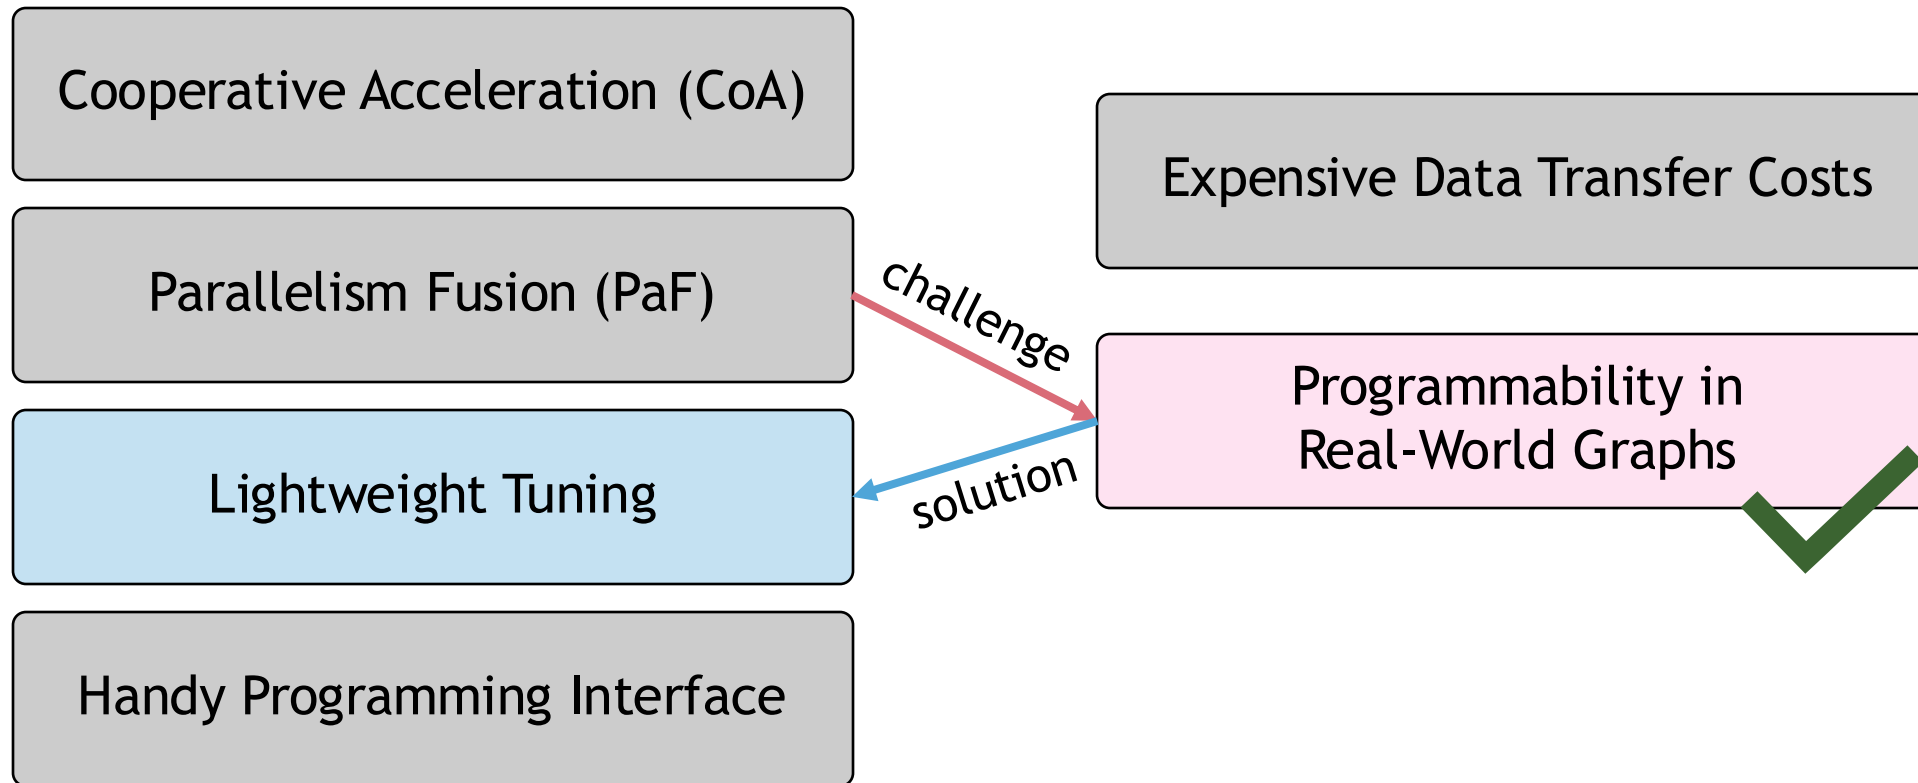 Cooperative Acceleration (CoA)
Parallelism Fusion (PaF)
Lightweight Tuning
Handy Programming Interface
challenge
solution
Expensive Data Transfer Costs
Programmability in
Real-World Graphs